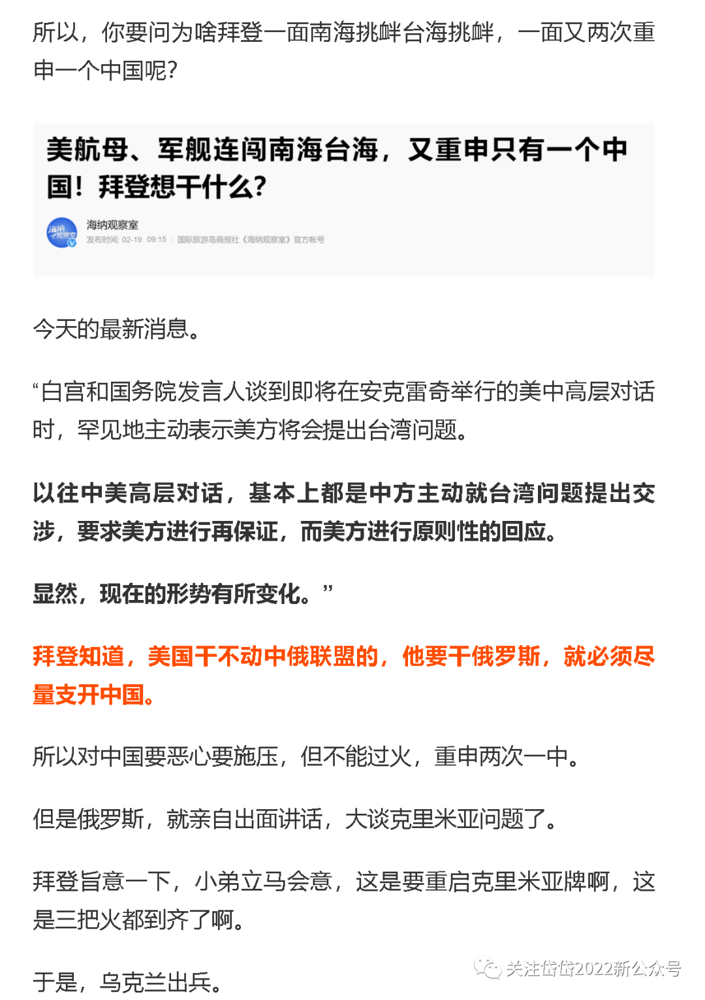 所以，你要问为啥拜登一面南海挑衅台海挑衅，一面又两次重
申一个中国呢？
美航母、军舰连闯南海台海，又重申只有一个中
国！拜登想干什么？
海纳观察室
海纳观察室
发布时间: 02-19 09:15 | 国际旅游岛商报社《海纳观察室》官方帐号
今天的最新消息。
“白宫和国务院发言人谈到即将在安克雷奇举行的美中高层对话
时，罕见地主动表示美方将会提出台湾问题。
以往中美高层对话，基本上都是中方主动就台湾问题提出交
涉，要求美方进行再保证，而美方进行原则性的回应。
显然，现在的形势有所变化。”
拜登知道，美国干不动中俄联盟的，他要干俄罗斯，就必须尽
量支开中国。
所以对中国要恶心要施压，但不能过火，重申两次一中。
但是俄罗斯，就亲自出面讲话，大谈克里米亚问题了。
拜登旨意一下，小弟立马会意，这是要重启克里米亚牌啊，这
是三把火都到齐了啊。
于是，乌克兰出兵。
关注岱岱2022新公众号